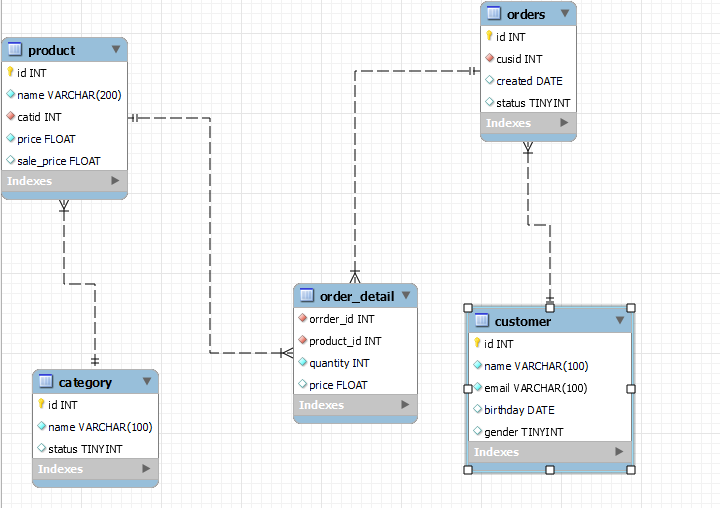 product
id INT
name VARCHAR(200)
catid INT
price FLOAT
sale_price FLOAT
Indexes
orders
id INT
cusid INT
created DATE
status TINYINT
Indexes
category
id INT
name VARCHAR(100)
status TINYINT
Indexes
order_detail
orrder_id INT
product_id INT
quantity INT
price FLOAT
Indexes
customer
id INT
name VARCHAR(100)
email VARCHAR(100)
birthday DATE
gender TINYINT
Indexes